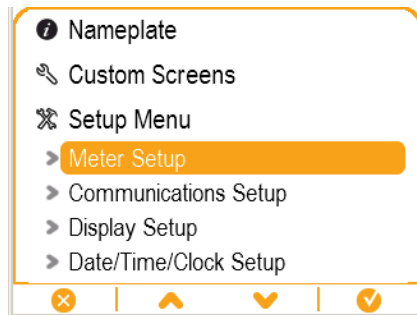 Nameplate
Custom Screens
Setup Menu
Meter Setup
Communications Setup
Display Setup
Date/Time/Clock Setup